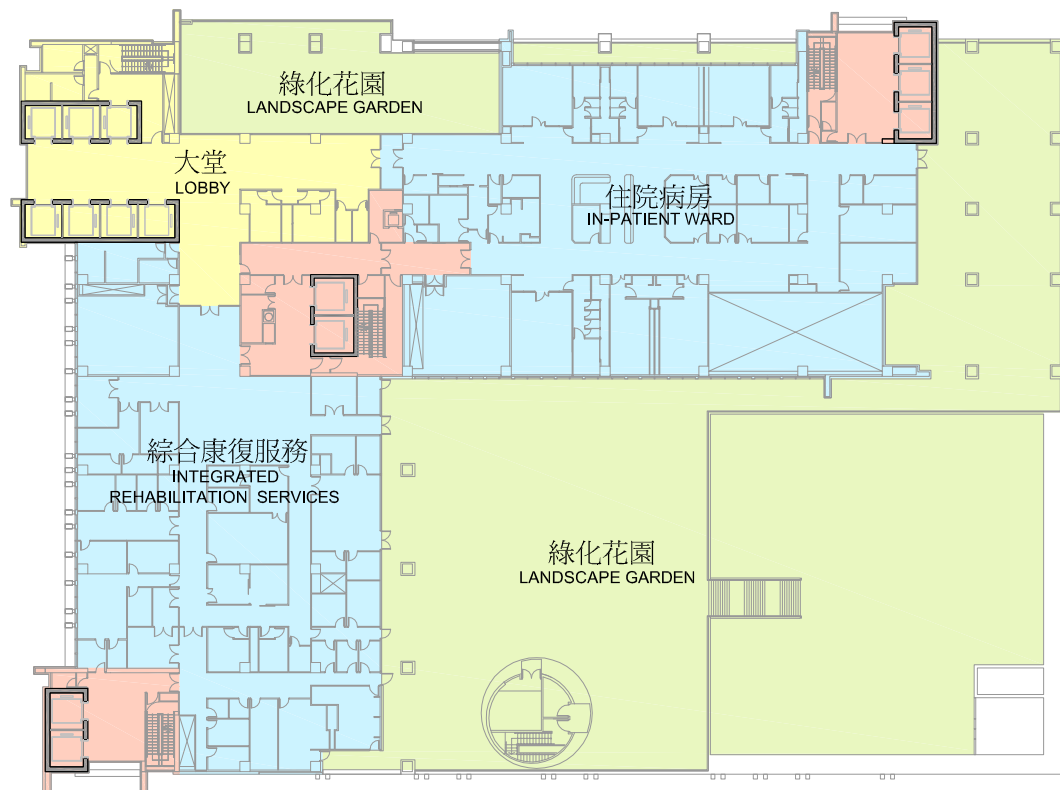 綠化花園
LANDSCAPE GARDEN
大堂
LOBBY
住院病房
IN-PATIENT WARD
綜合康復服務
INTEGRATED
REHABILITATION SERVICES
綠化花園
LANDSCAPE GARDEN